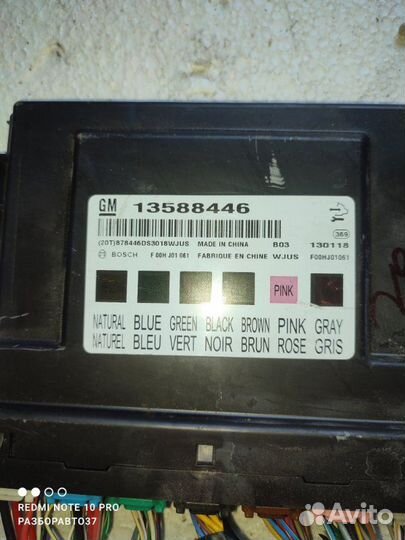 GM 13588446
369
(20T)878446DS3018WJUS MADE IN CHINA B03 130118
BOSCH F 00H J01 061 FABRIQUE EN CHINE WJUS F00HJ01061
PINK
NATURAL BLUE GREEN BLACK BROWN PINK GRAY
NATUREL BLEU VERT NOIR BRUN ROSE GRIS
REDMI NOTE 10 PRO
РАЗБОРАВТО37
Avito